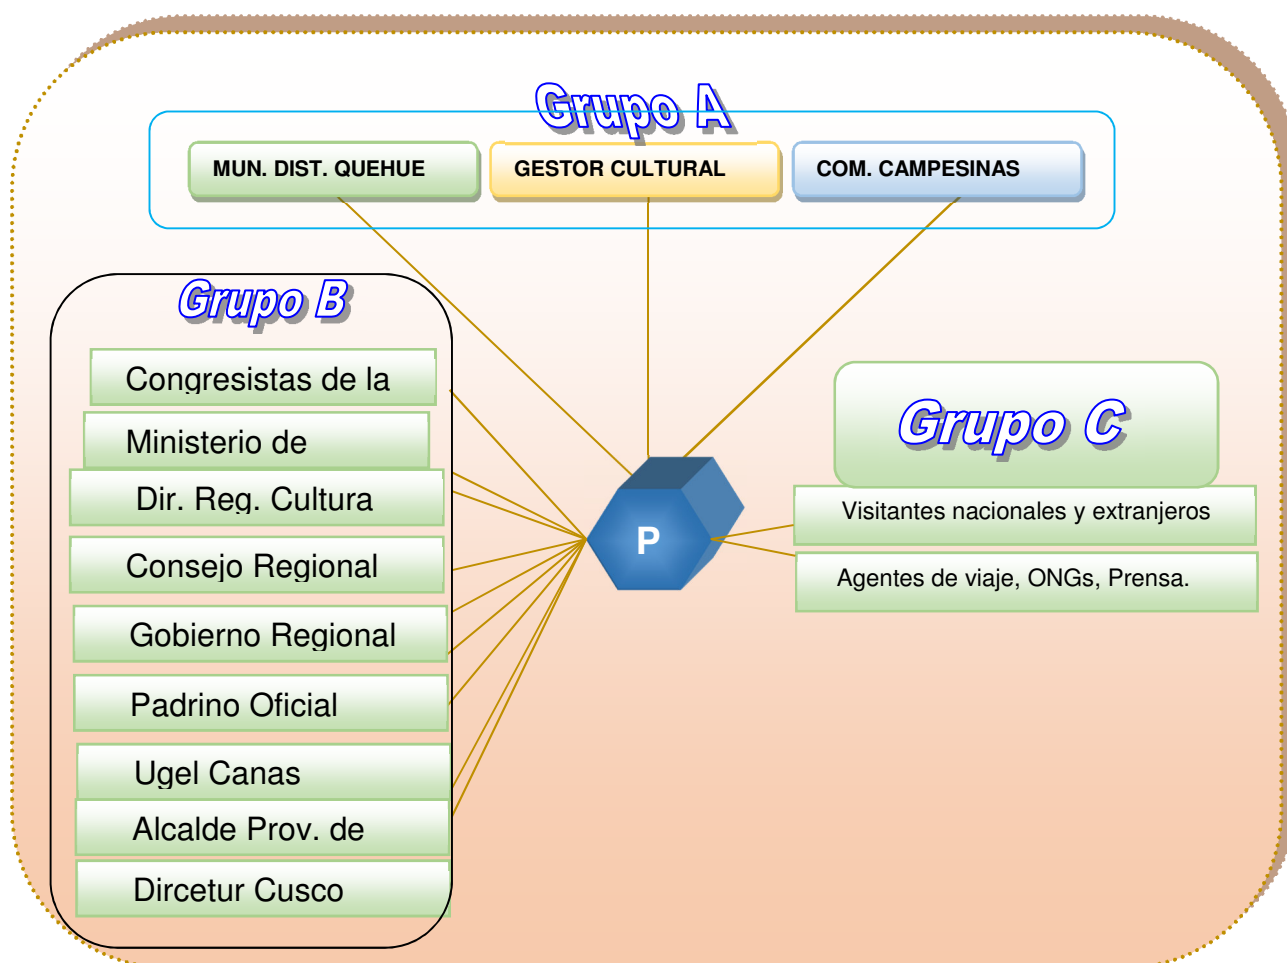 Grupo A
MUN. DIST. QUEHUE
GESTOR CULTURAL
COM. CAMPESINAS
Grupo B
Congresistas de la
Ministerio de
Dir. Reg. Cultura
Consejo Regional
Gobierno Regional
Padrino Oficial
Ugel Canas
Alcalde Prov. de
Dircetur Cusco
P
Grupo C
Visitantes nacionales y extranjeros
Agentes de viaje, ONGs, Prensa.